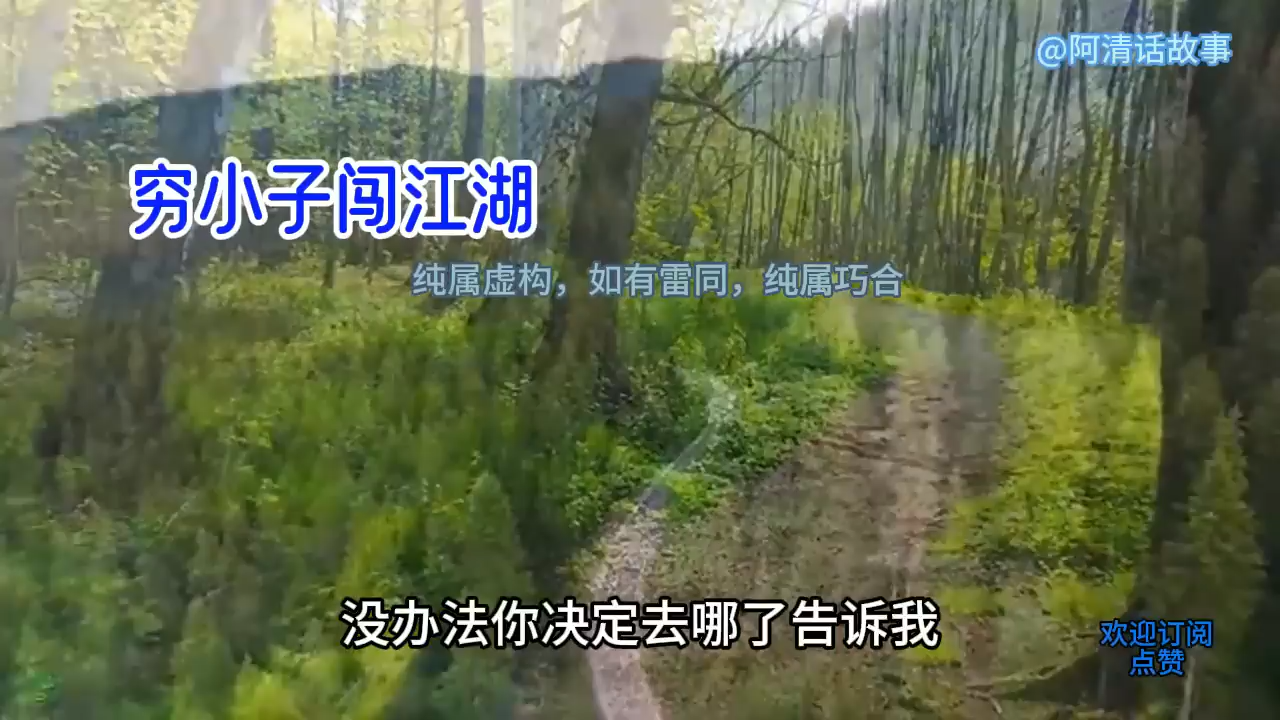 @阿清话故事
穷小子闯江湖
纯属虚构，如有雷同，纯属巧合
没办法你决定去哪了告诉我
欢迎订阅
点赞